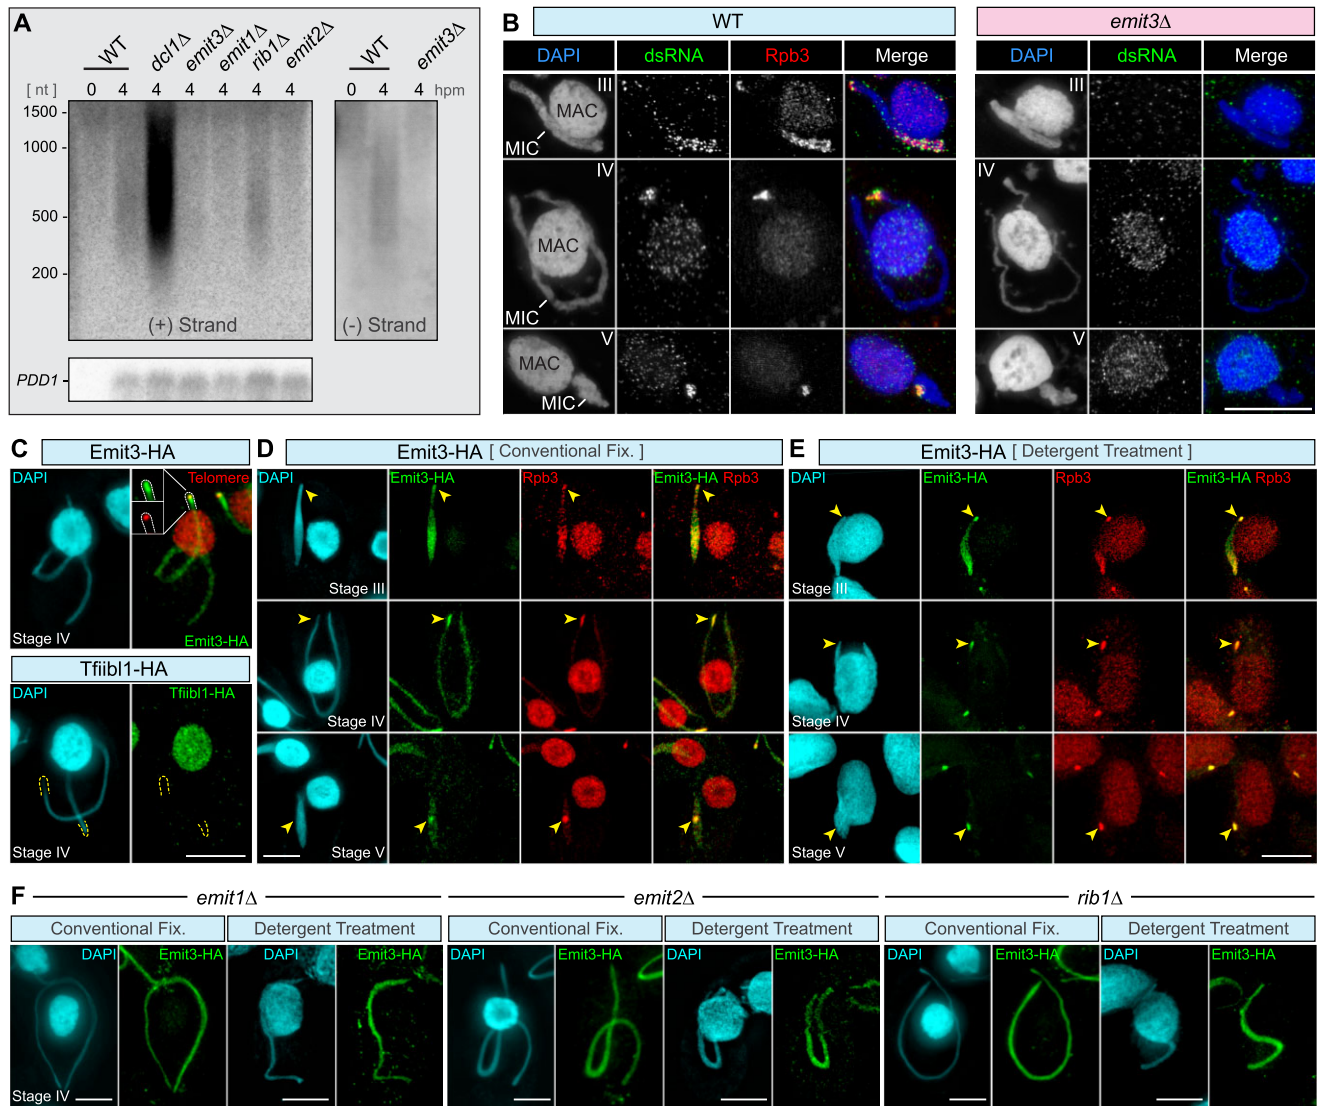 A
WT dcl1Δ emit3Δ emit1Δ rib1Δ emit2Δ WT emit3Δ
[ nt ] 0 4 4 4 4 4 4 0 4 4 hpm
1500
1000
500
200
(+) Strand (-) Strand
PDD1
B WT emit3Δ
DAPI dsRNA Rpb3 Merge DAPI dsRNA Merge
III MAC MIC III
IV MAC MIC IV
V MAC MIC V
C Emit3-HA
DAPI Telomere
Stage IV Emit3-HA
Tfiibl1-HA
DAPI Tfiibl1-HA
Stage IV
D Emit3-HA [ Conventional Fix. ]
DAPI Emit3-HA Rpb3 Emit3-HA Rpb3
Stage III
Stage IV
Stage V
E Emit3-HA [ Detergent Treatment ]
DAPI Emit3-HA Rpb3 Emit3-HA Rpb3
Stage III
Stage IV
Stage V
F emit1Δ emit2Δ rib1Δ
Conventional Fix. Detergent Treatment Conventional Fix. Detergent Treatment Conventional Fix. Detergent Treatment
DAPI Emit3-HA DAPI Emit3-HA DAPI Emit3-HA DAPI Emit3-HA DAPI Emit3-HA DAPI Emit3-HA
Stage IV